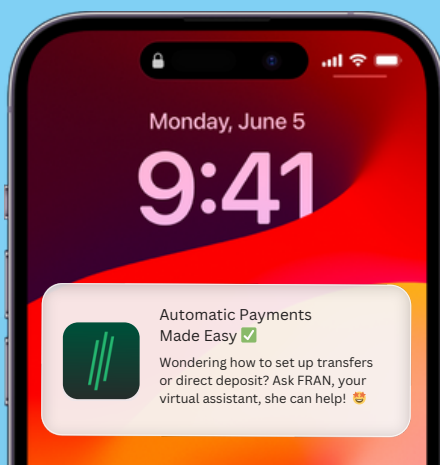 Monday, June 5
9:41
Automatic Payments
Made Easy ✅
Wondering how to set up transfers
or direct deposit? Ask FRAN, your
virtual assistant, she can help! 🤩